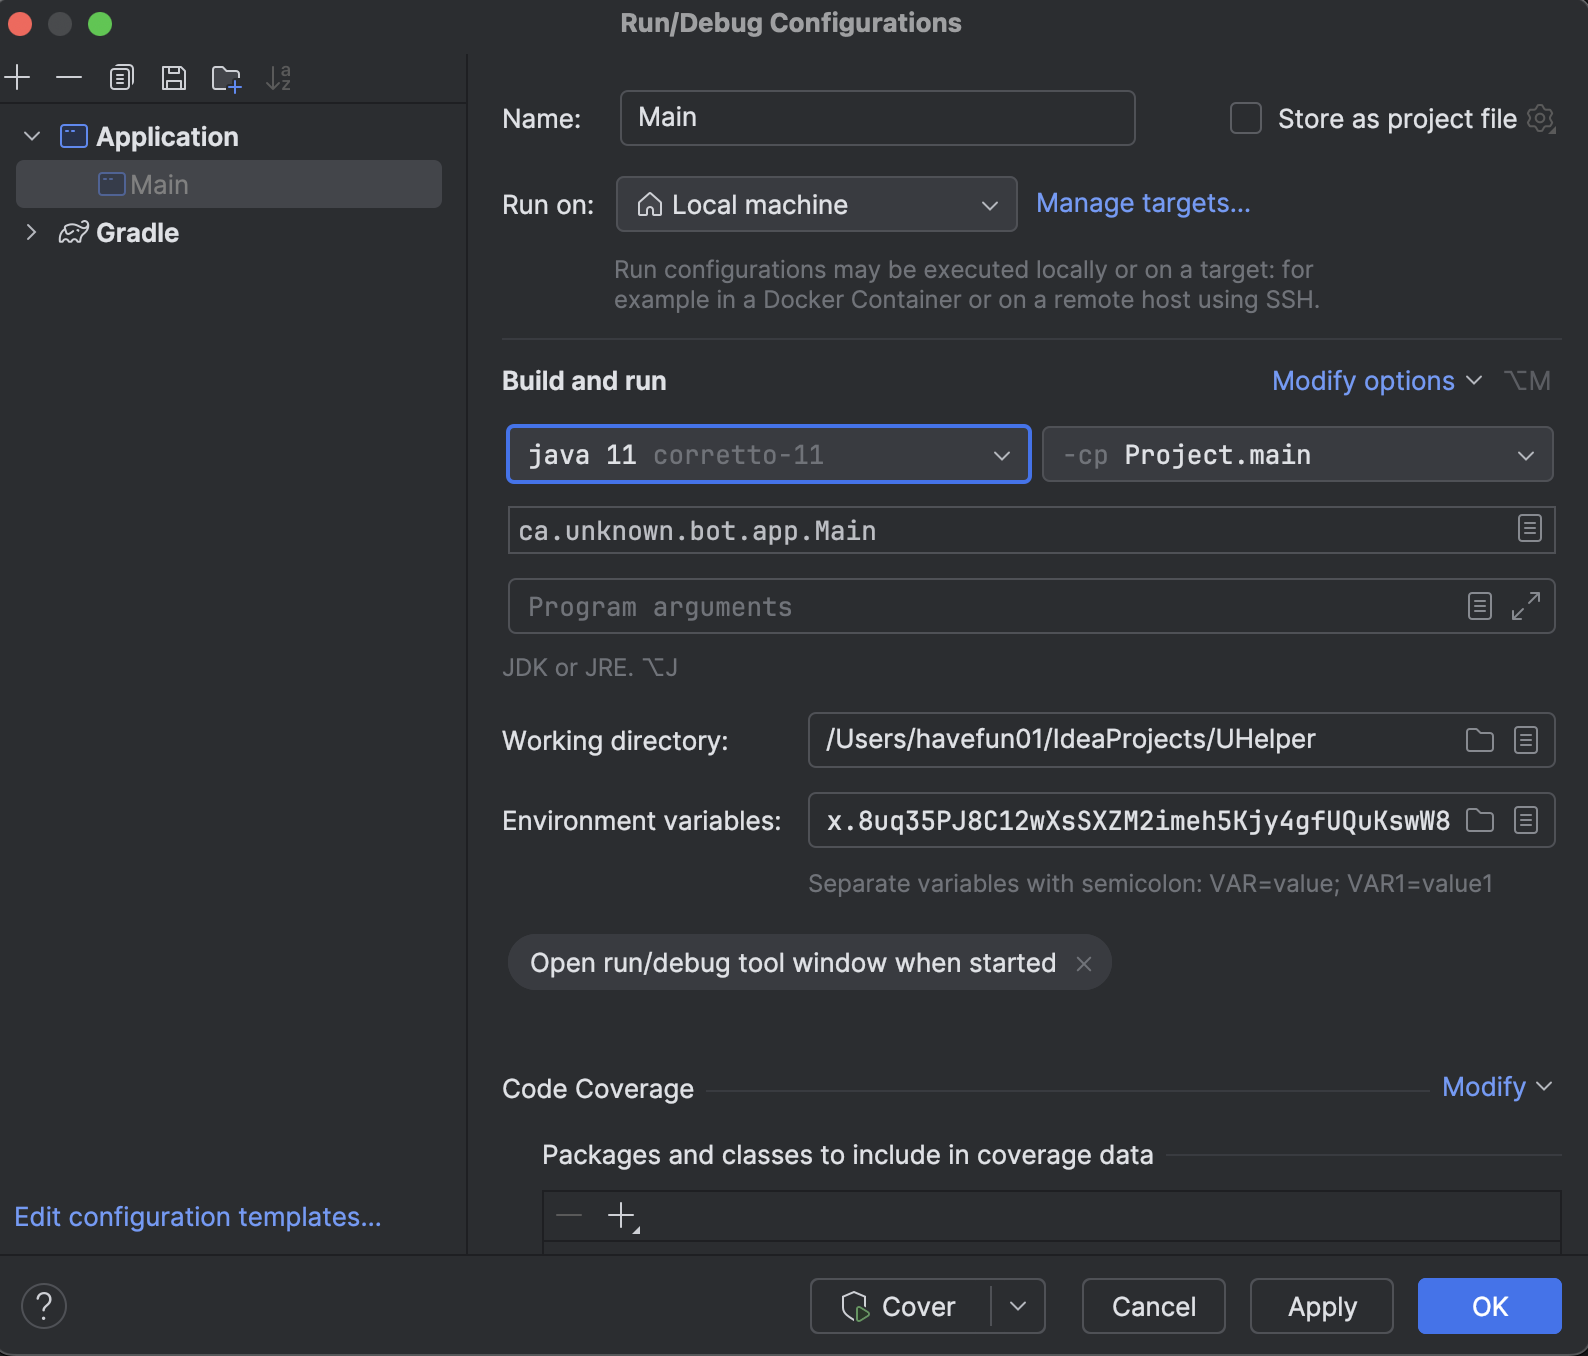 Run/Debug Configurations
Application
Main
Gradle
Edit configuration templates...
Name: Main Store as project file
Run on: Local machine Manage targets...
Run configurations may be executed locally or on a target: for
example in a Docker Container or on a remote host using SSH.
Build and run Modify options ⌥M
java 11 corretto-11 -cp Project.main
ca.unknown.bot.app.Main
Program arguments
JDK or JRE. ⌥J
Working directory: /Users/havefun01/IdeaProjects/UHelper
Environment variables: x.8uq35PJ8C12wXsSXZM2imeh5Kjy4gfUQuKswW8
Separate variables with semicolon: VAR=value; VAR1=value1
Open run/debug tool window when started
Code Coverage Modify
Packages and classes to include in coverage data
? Cover Cancel Apply OK